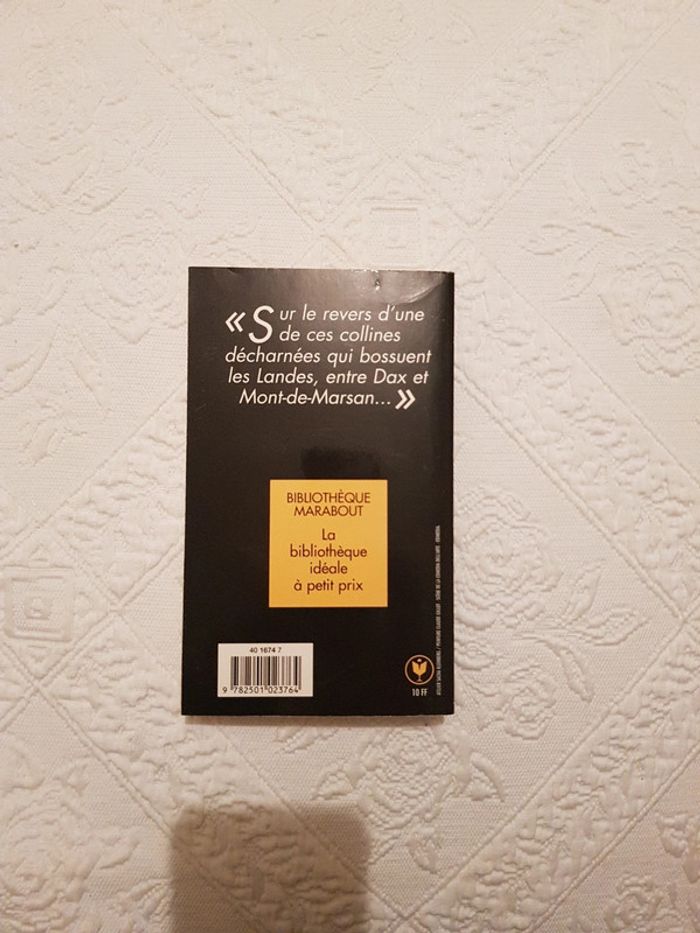 « Sur le revers d'une
de ces collines
décharnées qui bossuent
les Landes, entre Dax et
Mont-de-Marsan... »
BIBLIOTHÈQUE
MARABOUT
La
bibliothèque
idéale
à petit prix
40 1674 7
9 782501 023764
10 FF